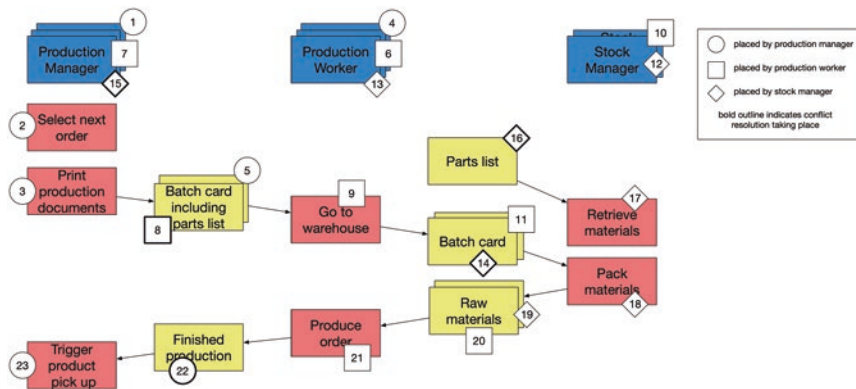 1
4
Stock
10
Production
Manager
7
Production
Worker
6
Stock
Manager
12
15
13
placed by production manager
placed by production worker
placed by stock manager
bold outline indicates conflict
resolution taking place
2
Select next
order
16
Parts list
3
Print
production
documents
5
Batch card
including
parts list
8
9
Go to
warehouse
11
Batch card
14
17
Retrieve
materials
Pack
materials
18
Raw
materials
19
20
Produce
order
21
Finished
production
22
23
Trigger
product
pick up